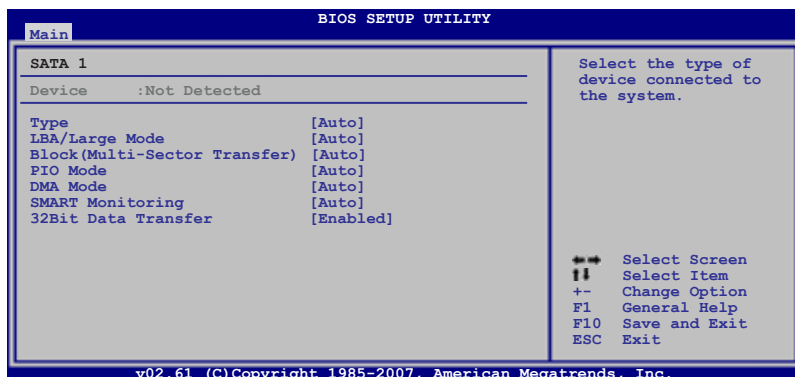 BIOS SETUP UTILITY
Main
SATA 1
Device :Not Detected
Type [Auto]
LBA/Large Mode [Auto]
Block(Multi-Sector Transfer) [Auto]
PIO Mode [Auto]
DMA Mode [Auto]
SMART Monitoring [Auto]
32Bit Data Transfer [Enabled]
Select the type of
device connected to
the system.
←→ Select Screen
↑↓ Select Item
+- Change Option
F1 General Help
F10 Save and Exit
ESC Exit
v02.61 (C)Copyright 1985-2007, American Megatrends, Inc.